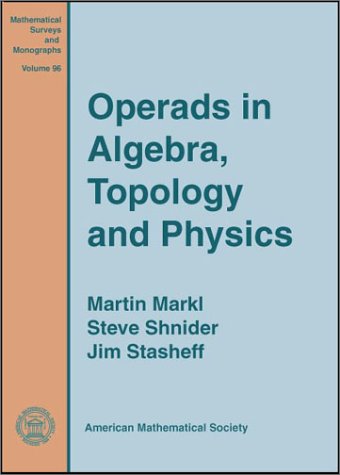 Mathematical
Surveys
and
Monographs
Volume 96
Operads in
Algebra,
Topology
and Physics
Martin Markl
Steve Shnider
Jim Stasheff
American Mathematical Society